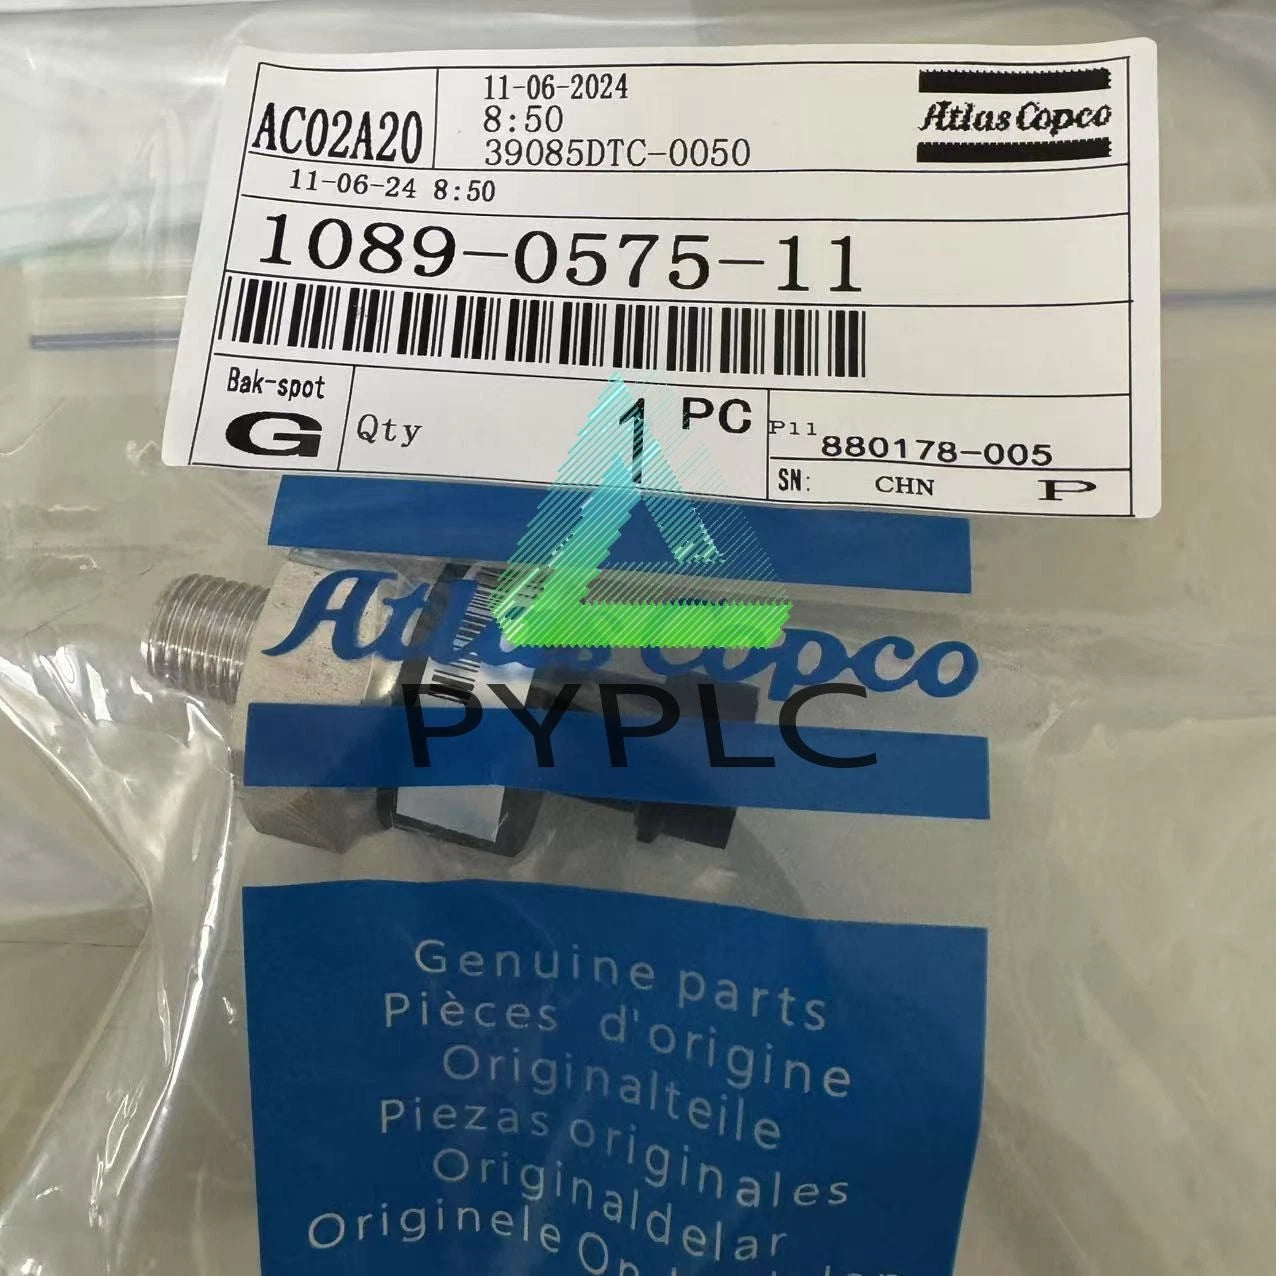 AC02A20
11-06-2024
8:50
39085DTC-0050
Atlas Copco
11-06-24 8:50
1089-0575-11
Bak-spot
G
Qty
1 PC
P11
880178-005
SN: CHN P
Atlas Copco
PYPLC
Genuine parts
Pièces d'origine
Originalteile
Piezas originales
Originaldelar
Originele